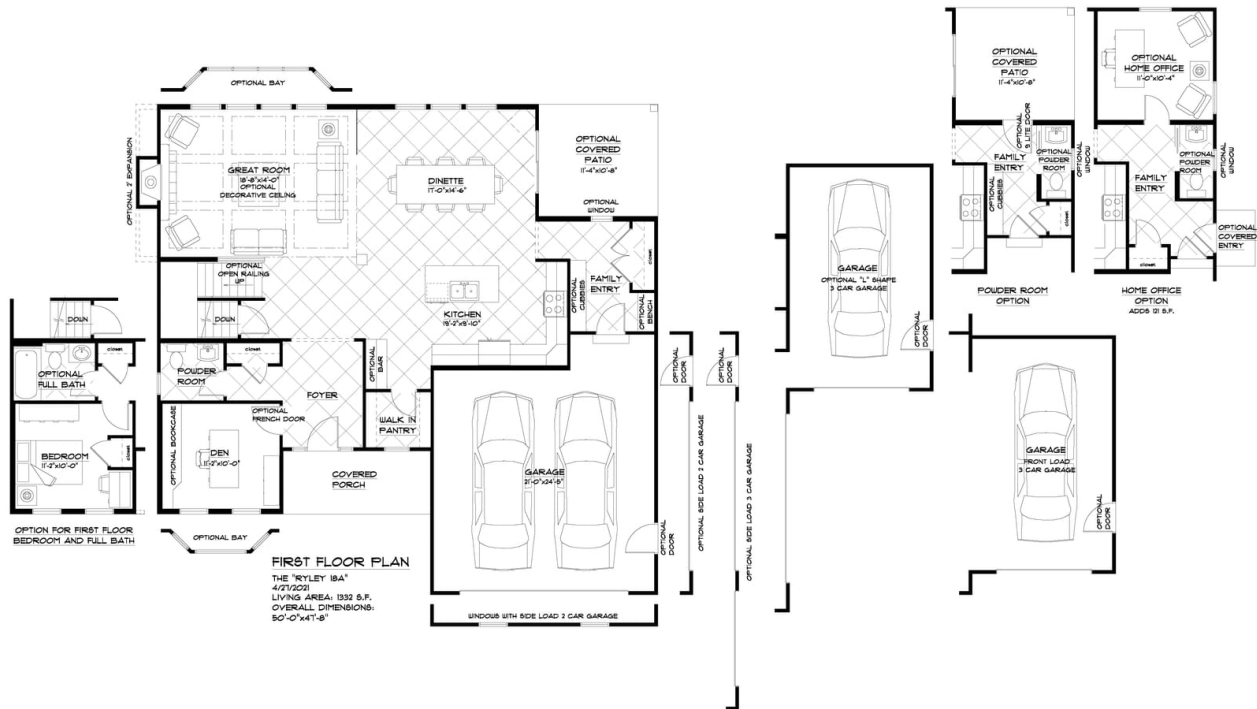 OPTIONAL BAY
OPTIONAL 2' EXPANSION
GREAT ROOM
18'-8"x14'-0"
OPTIONAL
DECORATIVE CEILING
DINETTE
11'-0"x14'-6"
OPTIONAL
COVERED
PATIO
11'-4"x10'-8"
OPTIONAL
WINDOW
OPTIONAL
OPEN RAILING
UP
DOWN
KITCHEN
19'-2"x9'-10"
OPTIONAL
CUBBIES
FAMILY
ENTRY
closet
OPTIONAL
BENCH
POWDER
ROOM
closet
FOYER
OPTIONAL
BAR
WALK IN
PANTRY
OPTIONAL
FRENCH DOOR
OPTIONAL BOOKCASE
DEN
11'-2"x10'-0"
COVERED
PORCH
GARAGE
21'-0"x24'-5"
OPTIONAL
DOOR
OPTIONAL BAY
WINDOWS WITH SIDE LOAD 2 CAR GARAGE
FIRST FLOOR PLAN
THE "RYLEY 18A"
4/27/2021
LIVING AREA: 1332 S.F.
OVERALL DIMENSIONS:
50'-0"x47'-8"
DOWN
OPTIONAL
FULL BATH
closet
BEDROOM
11'-2"x10'-0"
closet
OPTION FOR FIRST FLOOR
BEDROOM AND FULL BATH
OPTIONAL
DOOR
OPTIONAL SIDE LOAD 2 CAR GARAGE
OPTIONAL
DOOR
OPTIONAL SIDE LOAD 3 CAR GARAGE
GARAGE
OPTIONAL "L" SHAPE
3 CAR GARAGE
OPTIONAL
DOOR
OPTIONAL
COVERED
PATIO
11'-4"x10'-8"
OPTIONAL
9 LITE DOOR
FAMILY
ENTRY
OPTIONAL
POWDER
ROOM
OPTIONAL
WINDOW
OPTIONAL
CUBBIES
closet
POWDER ROOM
OPTION
OPTIONAL
HOME OFFICE
11'-0"x10'-4"
FAMILY
ENTRY
OPTIONAL
POWDER
ROOM
OPTIONAL
WINDOW
OPTIONAL
COVERED
ENTRY
closet
HOME OFFICE
OPTION
ADDS 121 S.F.
GARAGE
FRONT LOAD
3 CAR GARAGE
OPTIONAL
DOOR